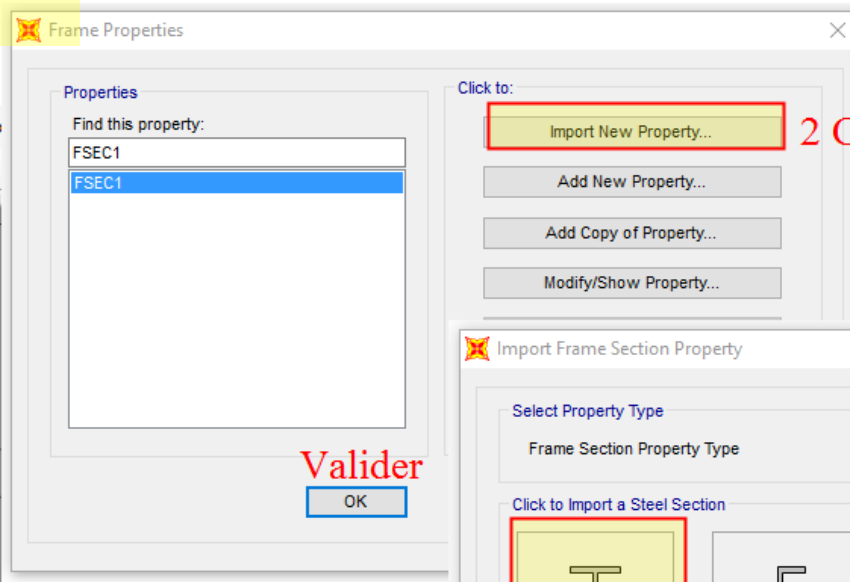 Frame Properties
Properties
Find this property:
FSEC1
FSEC1
Valider
OK
Click to:
Import New Property...
2
Add New Property...
Add Copy of Property...
Modify/Show Property...
Import Frame Section Property
Select Property Type
Frame Section Property Type
Click to Import a Steel Section